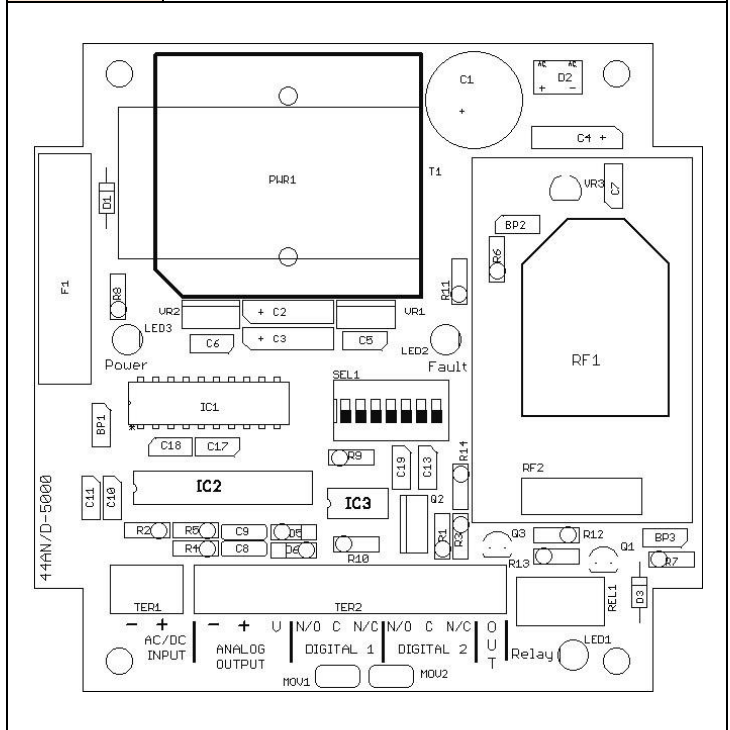 C1
AC AC
D2
+ -
+
C4 +
T1
PWR1
VR3
C7
D1
BP2
R6
F1
R8
R11
VR2
+ C2
VR1
LED3
C6
+ C3
C5
LED2
Power
Fault
RF1
SEL1
IC1
BP1
*
C18
C17
R9
C19
C13
R14
RF2
C11
C10
IC2
IC3
Q2
44AN/D-5000
R2
R5
C9
D5
R4
C8
D6
R10
R1
R3
Q3
R12
R13
Q1
BP3
R7
TER1
TER2
REL1
D3
- + - + V N/O C N/C N/O C N/C OUT
AC/DC
INPUT
ANALOG
OUTPUT
DIGITAL 1
DIGITAL 2
Relay
LED1
MOV1
MOV2